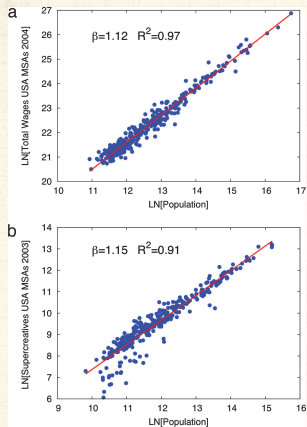 a
27
26
25
24
23
22
21
20
β=1.12 R²=0.97
LN[Total Wages USA MSAs 2004]
10 11 12 13 14 15 16 17
LN[Population]
b
14
13
12
11
10
9
8
7
6
β=1.15 R²=0.91
LN[Supercreatives USA MSAs 2003]
9 10 11 12 13 14 15 16
LN[Population]